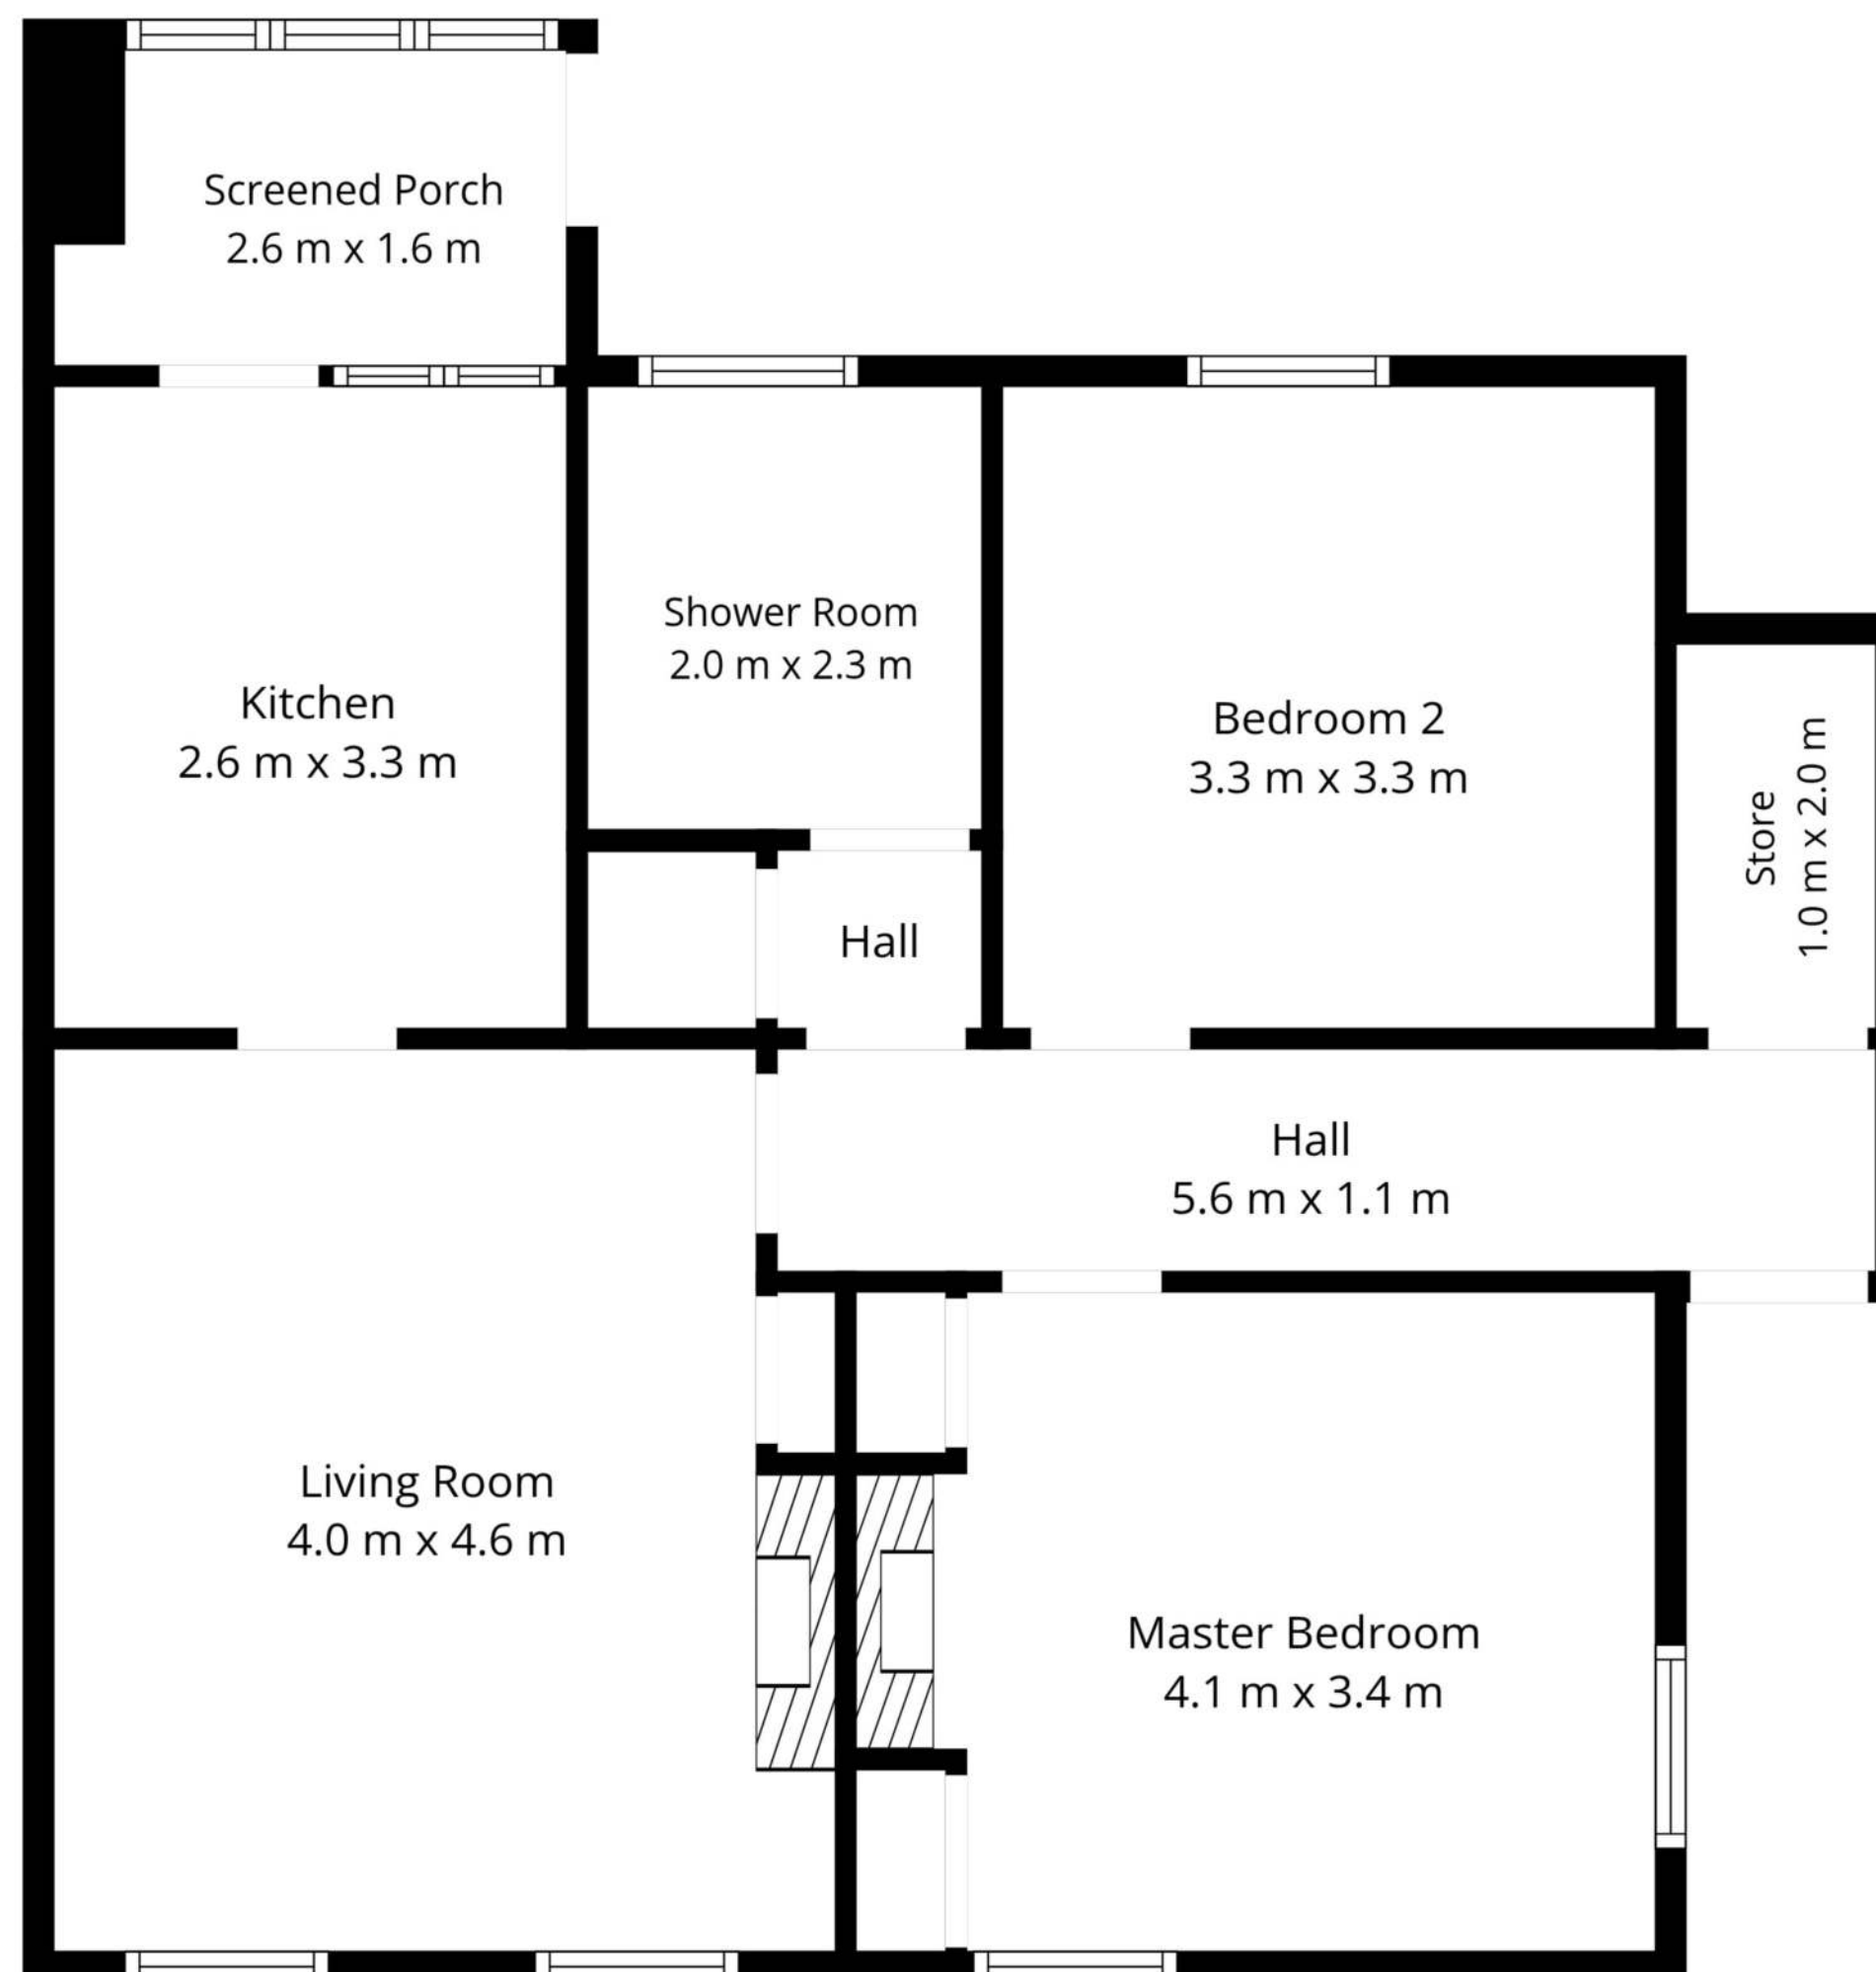 Screened Porch
2.6 m x 1.6 m
Shower Room
2.0 m x 2.3 m
Kitchen
2.6 m x 3.3 m
Bedroom 2
3.3 m x 3.3 m
Store
1.0 m x 2.0 m
Hall
Hall
5.6 m x 1.1 m
Living Room
4.0 m x 4.6 m
Master Bedroom
4.1 m x 3.4 m